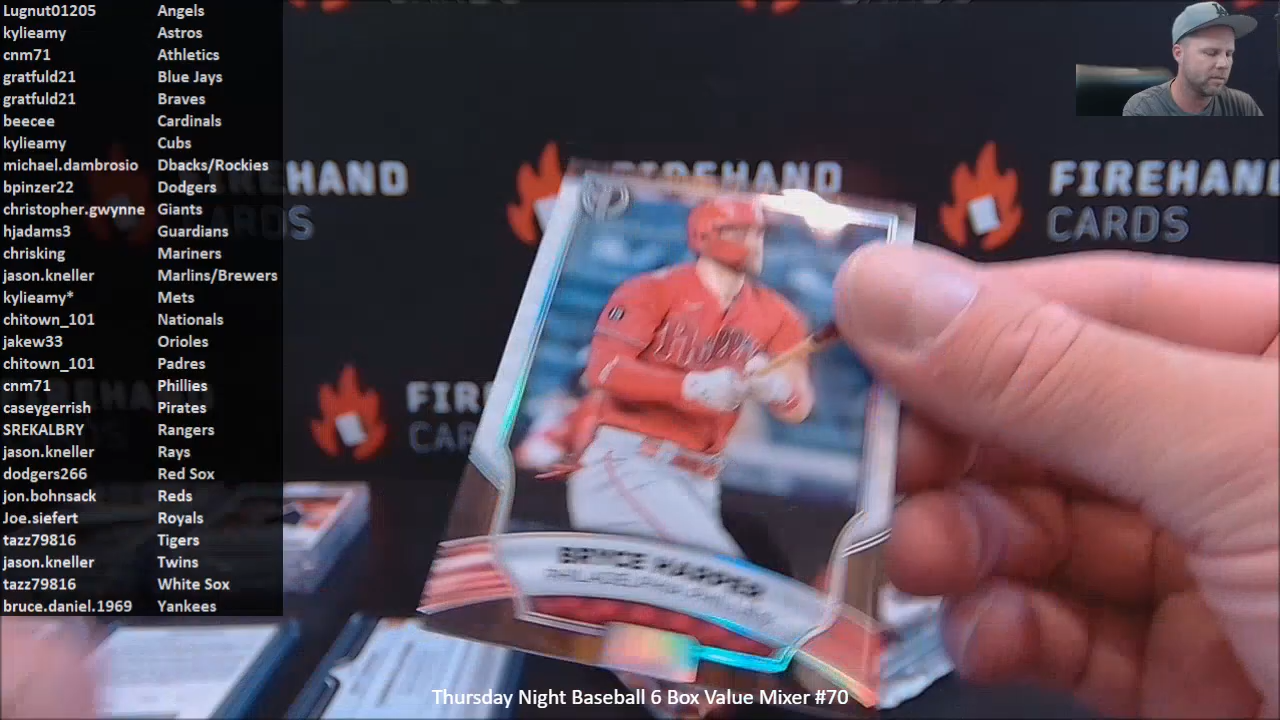 Lugnut01205 Angels
kylieamy Astros
cnm71 Athletics
gratfuld21 Blue Jays
gratfuld21 Braves
beecee Cardinals
kylieamy Cubs
michael.dambrosio Dbacks/Rockies
bpinzer22 Dodgers
christopher.gwynne Giants
hjadams3 Guardians
chrisking Mariners
jason.kneller Marlins/Brewers
kylieamy* Mets
chitown_101 Nationals
jakew33 Orioles
chitown_101 Padres
cnm71 Phillies
caseygerrish Pirates
SREKALBRY Rangers
jason.kneller Rays
dodgers266 Red Sox
jon.bohnsack Reds
Joe.siefert Royals
tazz79816 Tigers
jason.kneller Twins
tazz79816 White Sox
bruce.daniel.1969 Yankees
FIREHAND
FIREHAND
CARDS
BRYCE HARPER
PHILADELPHIA PHILLIES
Thursday Night Baseball 6 Box Value Mixer #70